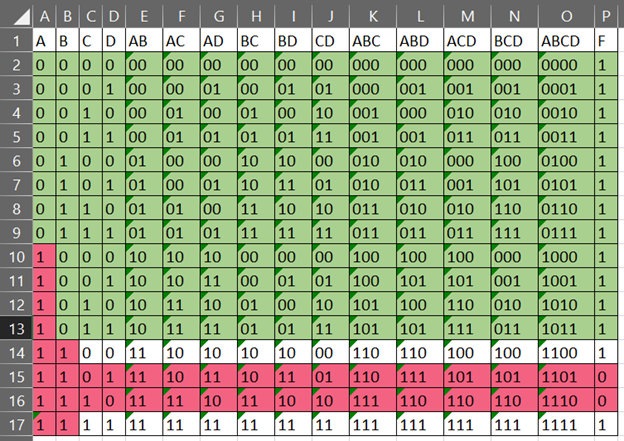 A B C D E F G H I J K L M N O P
1 A B C D AB AC AD BC BD CD ABC ABD ACD BCD ABCD F
2 0 0 0 0 00 00 00 00 00 00 000 000 000 000 0000 1
3 0 0 0 1 00 00 01 00 01 01 000 001 001 001 0001 1
4 0 0 1 0 00 01 00 01 00 10 001 000 010 010 0010 1
5 0 0 1 1 00 01 01 01 01 11 001 001 011 011 0011 1
6 0 1 0 0 01 00 00 10 10 00 010 010 000 100 0100 1
7 0 1 0 1 01 00 01 10 11 01 010 011 001 101 0101 1
8 0 1 1 0 01 01 00 11 10 10 011 010 010 110 0110 1
9 0 1 1 1 01 01 01 11 11 11 011 011 011 111 0111 1
10 1 0 0 0 10 10 10 00 00 00 100 100 100 000 1000 1
11 1 0 0 1 10 10 11 00 01 01 100 101 101 001 1001 1
12 1 0 1 0 10 11 10 01 00 10 101 100 110 010 1010 1
13 1 0 1 1 10 11 11 01 01 11 101 101 111 011 1011 1
14 1 1 0 0 11 10 10 10 10 00 110 110 100 100 1100 1
15 1 1 0 1 11 10 11 10 11 01 110 111 101 101 1101 0
16 1 1 1 0 11 11 10 11 10 10 111 110 110 110 1110 0
17 1 1 1 1 11 11 11 11 11 11 111 111 111 111 1111 1